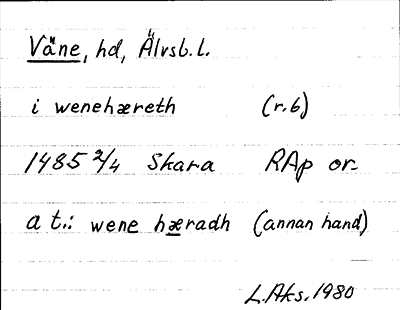 Väne, hd, Älvsb. l.
i wenehæreth (r. 6)
1485 2/4 Skara RAp or.
a t.: wene hæradh (annan hand)
L. Aks. 1980